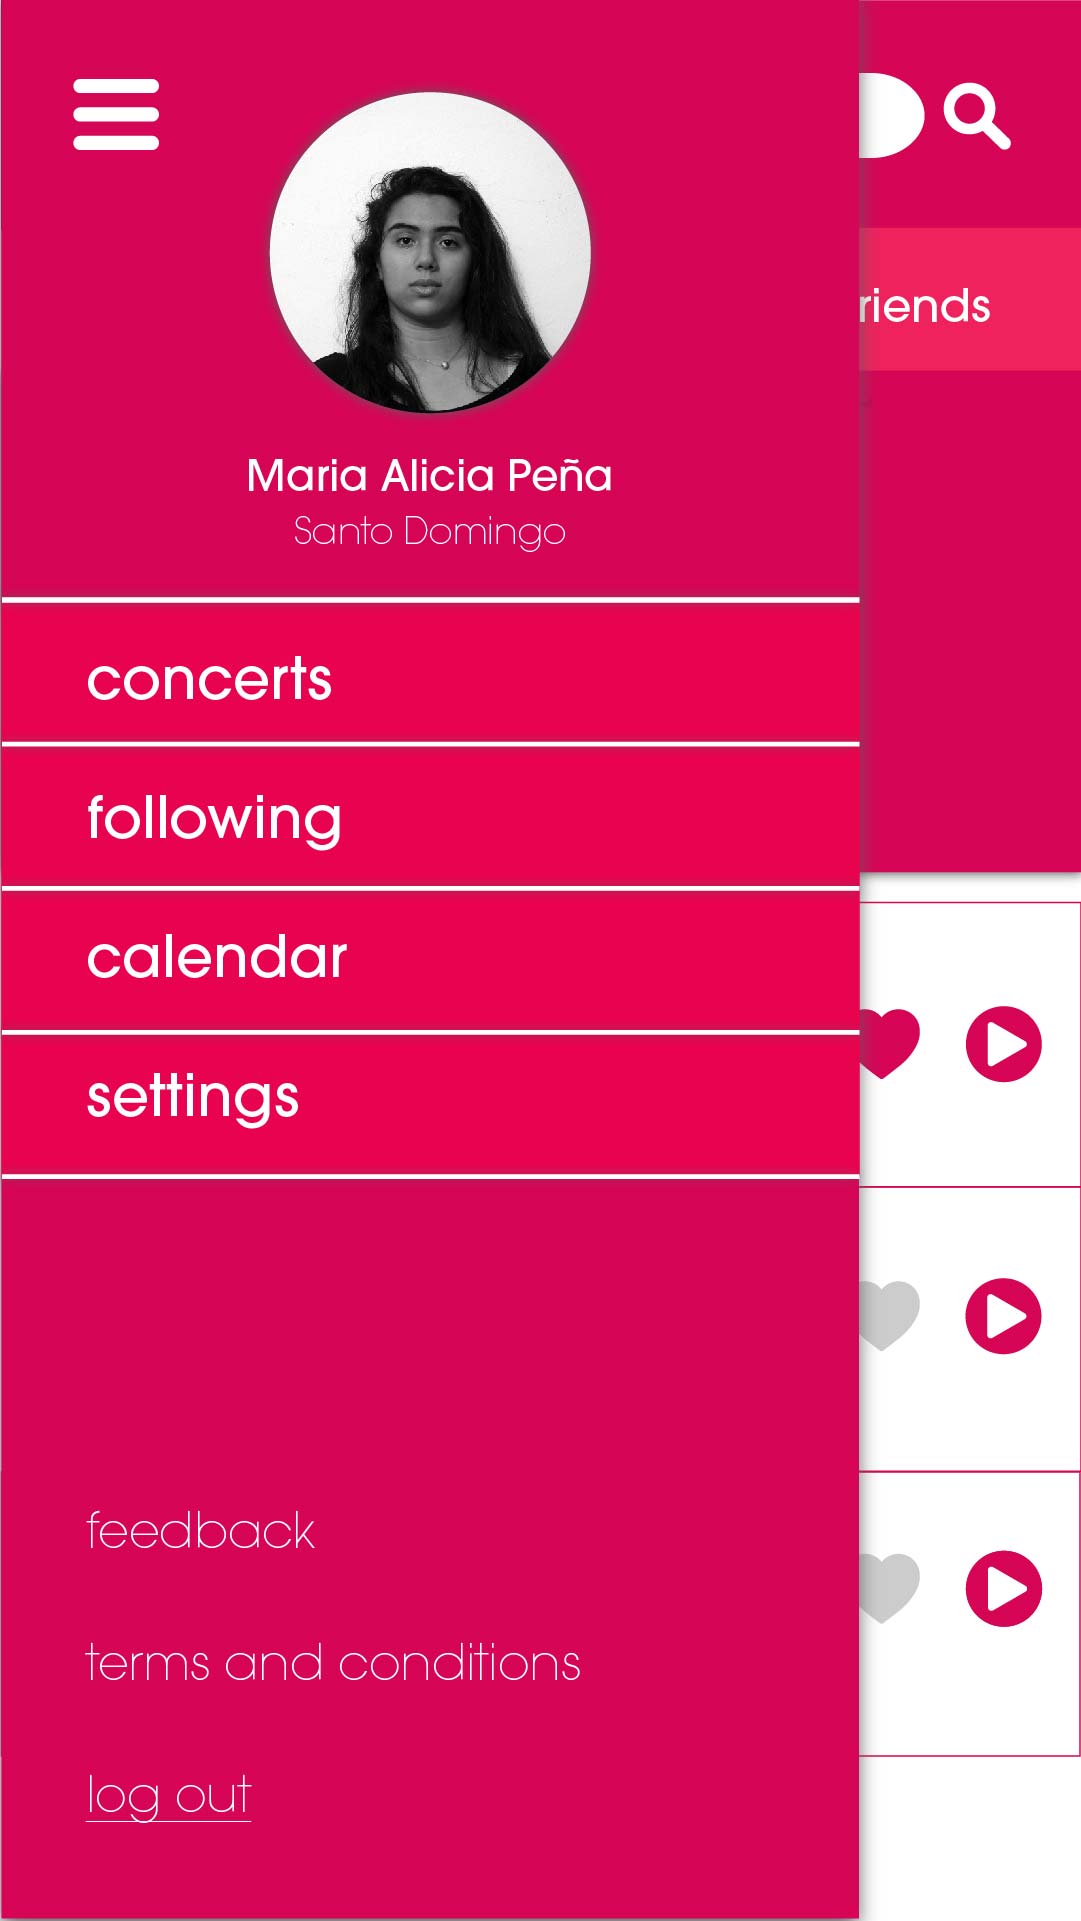 riends
Maria Alicia Peña
Santo Domingo
concerts
following
calendar
settings
feedback
terms and conditions
log out